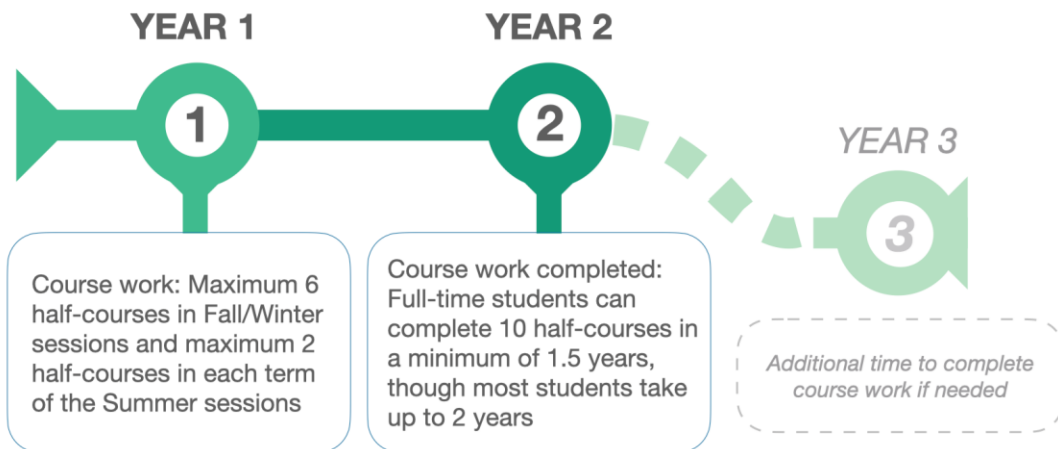 YEAR 1
YEAR 2
YEAR 3
1
2
3
Course work: Maximum 6
half-courses in Fall/Winter
sessions and maximum 2
half-courses in each term
of the Summer sessions
Course work completed:
Full-time students can
complete 10 half-courses in
a minimum of 1.5 years,
though most students take
up to 2 years
Additional time to complete
course work if needed